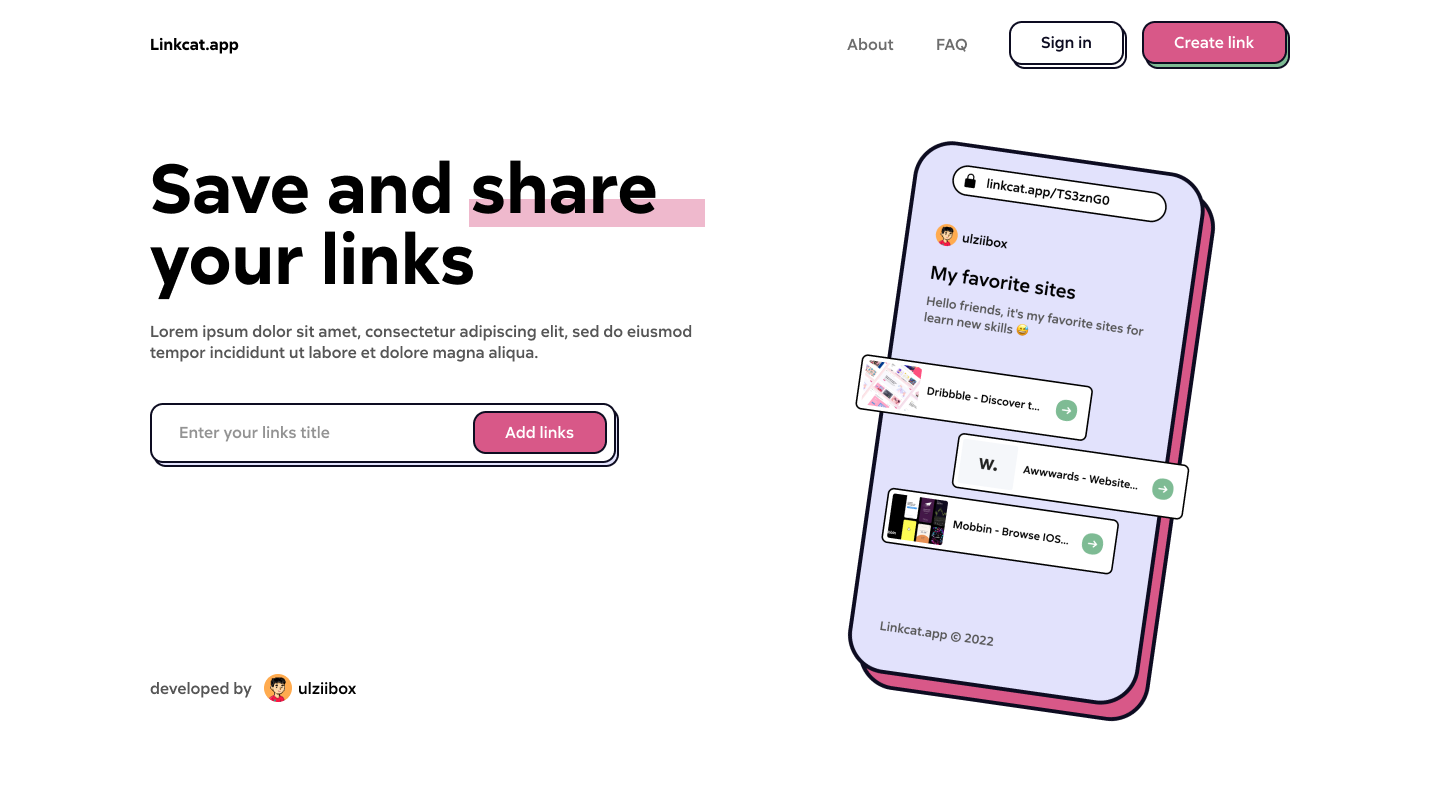 Linkcat.app
About
FAQ
Sign in
Create link
Save and share
your links
Lorem ipsum dolor sit amet, consectetur adipiscing elit, sed do eiusmod
tempor incididunt ut labore et dolore magna aliqua.
Enter your links title
Add links
developed by
ulziibox
linkcat.app/TS3znG0
ulziibox
My favorite sites
Hello friends, it's my favorite sites for
learn new skills 😅
Dribbble - Discover t...
W.
Awwwards - Website...
Mobbin - Browse IOS...
Linkcat.app © 2022